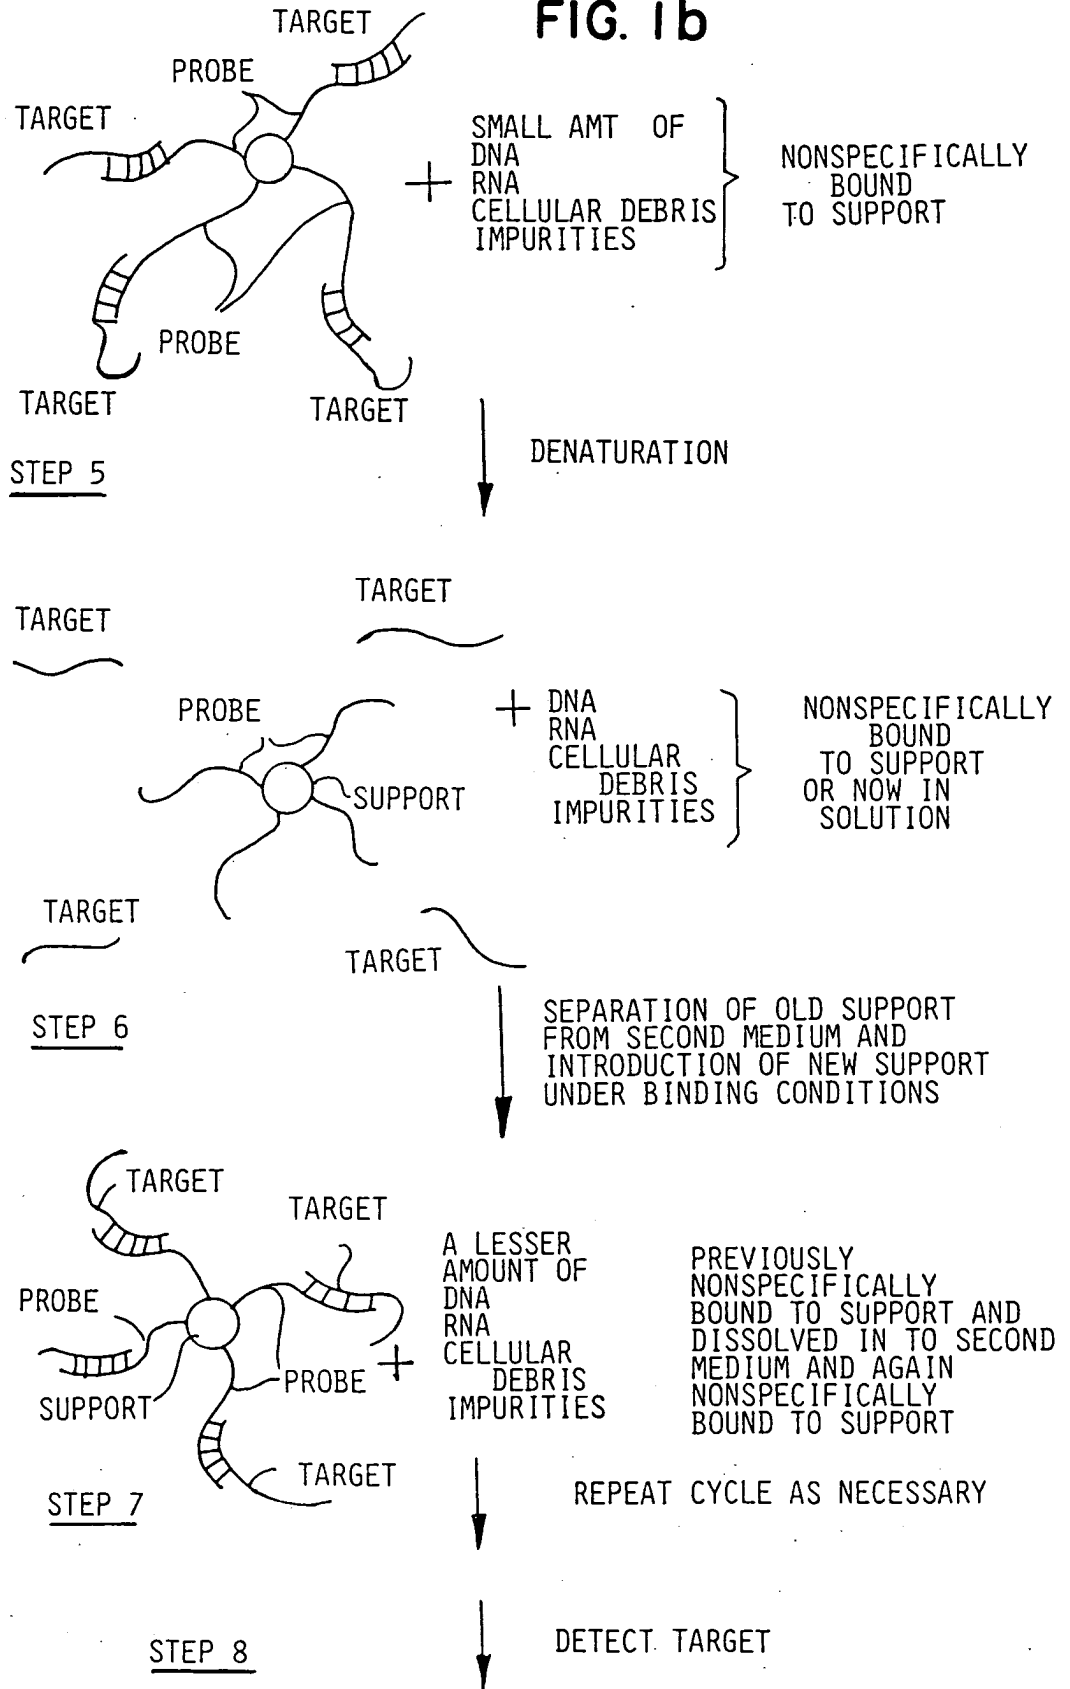 FIG. 1b
TARGET
PROBE
TARGET
SMALL AMT OF
DNA
RNA
CELLULAR DEBRIS
IMPURITIES
NONSPECIFICALLY
BOUND
TO SUPPORT
PROBE
TARGET
TARGET
STEP 5
DENATURATION
TARGET
TARGET
PROBE
SUPPORT
+ DNA
RNA
CELLULAR
DEBRIS
IMPURITIES
NONSPECIFICALLY
BOUND
TO SUPPORT
OR NOW IN
SOLUTION
TARGET
TARGET
STEP 6
SEPARATION OF OLD SUPPORT
FROM SECOND MEDIUM AND
INTRODUCTION OF NEW SUPPORT
UNDER BINDING CONDITIONS
TARGET
TARGET
PROBE
SUPPORT
PROBE
+
A LESSER
AMOUNT OF
DNA
RNA
CELLULAR
DEBRIS
IMPURITIES
PREVIOUSLY
NONSPECIFICALLY
BOUND TO SUPPORT AND
DISSOLVED IN TO SECOND
MEDIUM AND AGAIN
NONSPECIFICALLY
BOUND TO SUPPORT
TARGET
STEP 7
REPEAT CYCLE AS NECESSARY
STEP 8
DETECT TARGET